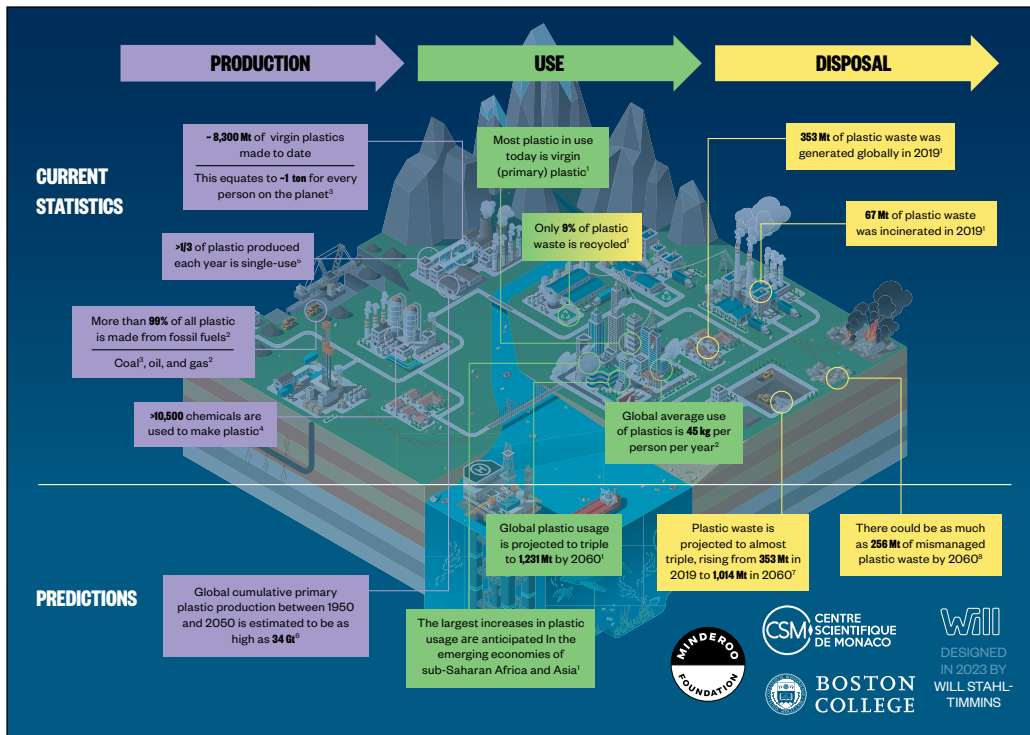 PRODUCTION
USE
DISPOSAL
CURRENT
STATISTICS
~ 8,300 Mt of virgin plastics
made to date
This equates to ~1 ton for every
person on the planet³
>1/3 of plastic produced
each year is single-use⁵
More than 99% of all plastic
is made from fossil fuels²
Coal³, oil, and gas²
>10,500 chemicals are
used to make plastic⁴
Most plastic in use
today is virgin
(primary) plastic¹
Only 9% of plastic
waste is recycled¹
Global average use
of plastics is 45 kg per
person per year²
353 Mt of plastic waste was
generated globally in 2019¹
67 Mt of plastic waste
was incinerated in 2019¹
H
PREDICTIONS
Global cumulative primary
plastic production between 1950
and 2050 is estimated to be as
high as 34 Gt⁶
Global plastic usage
is projected to triple
to 1,231 Mt by 2060¹
The largest increases in plastic
usage are anticipated In the
emerging economies of
sub-Saharan Africa and Asia¹
Plastic waste is
projected to almost
triple, rising from 353 Mt in
2019 to 1,014 Mt in 2060⁷
There could be as much
as 256 Mt of mismanaged
plastic waste by 2060⁸
MINDEROO
FOUNDATION
CSM
CENTRE
SCIENTIFIQUE
DE MONACO
BOSTON
COLLEGE
Will
DESIGNED
IN 2023 BY
WILL STAHL-
TIMMINS